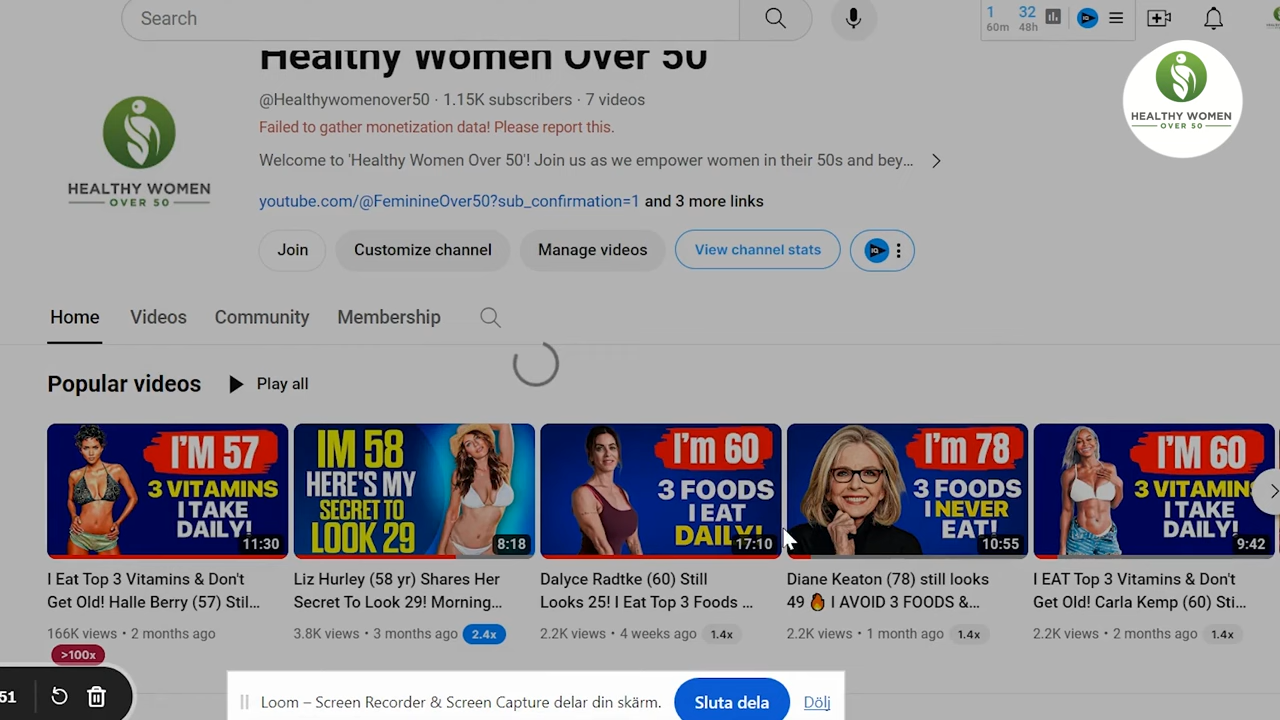 Search
1
60m
32
48h
Healthy Women Over 50
@Healthywomenover50 · 1.15K subscribers · 7 videos
Failed to gather monetization data! Please report this.
Welcome to 'Healthy Women Over 50'! Join us as we empower women in their 50s and bey...
youtube.com/@FeminineOver50?sub_confirmation=1 and 3 more links
HEALTHY WOMEN
OVER 50
HEALTHY WOMEN
OVER 50
Join
Customize channel
Manage videos
View channel stats
IQ
Home
Videos
Community
Membership
Popular videos
Play all
I'M 57
3 VITAMINS
I TAKE
DAILY!
11:30
IM 58
HERE'S MY
SECRET TO
LOOK 29
8:18
I'm 60
3 FOODS
I EAT
DAILY!
17:10
I'm 78
3 FOODS
I NEVER
EAT!
10:55
I'M 60
3 VITAMINS
I TAKE
DAILY!
9:42
I Eat Top 3 Vitamins & Don't
Get Old! Halle Berry (57) Stil...
166K views • 2 months ago
>100x
Liz Hurley (58 yr) Shares Her
Secret To Look 29! Morning...
3.8K views • 3 months ago 2.4x
Dalyce Radtke (60) Still
Looks 25! I Eat Top 3 Foods ...
2.2K views • 4 weeks ago 1.4x
Diane Keaton (78) still looks
49 🔥 I AVOID 3 FOODS &...
2.2K views • 1 month ago 1.4x
I EAT Top 3 Vitamins & Don't
Get Old! Carla Kemp (60) Sti...
2.2K views • 2 months ago 1.4x
51
Loom – Screen Recorder & Screen Capture delar din skärm.
Sluta dela
Dölj